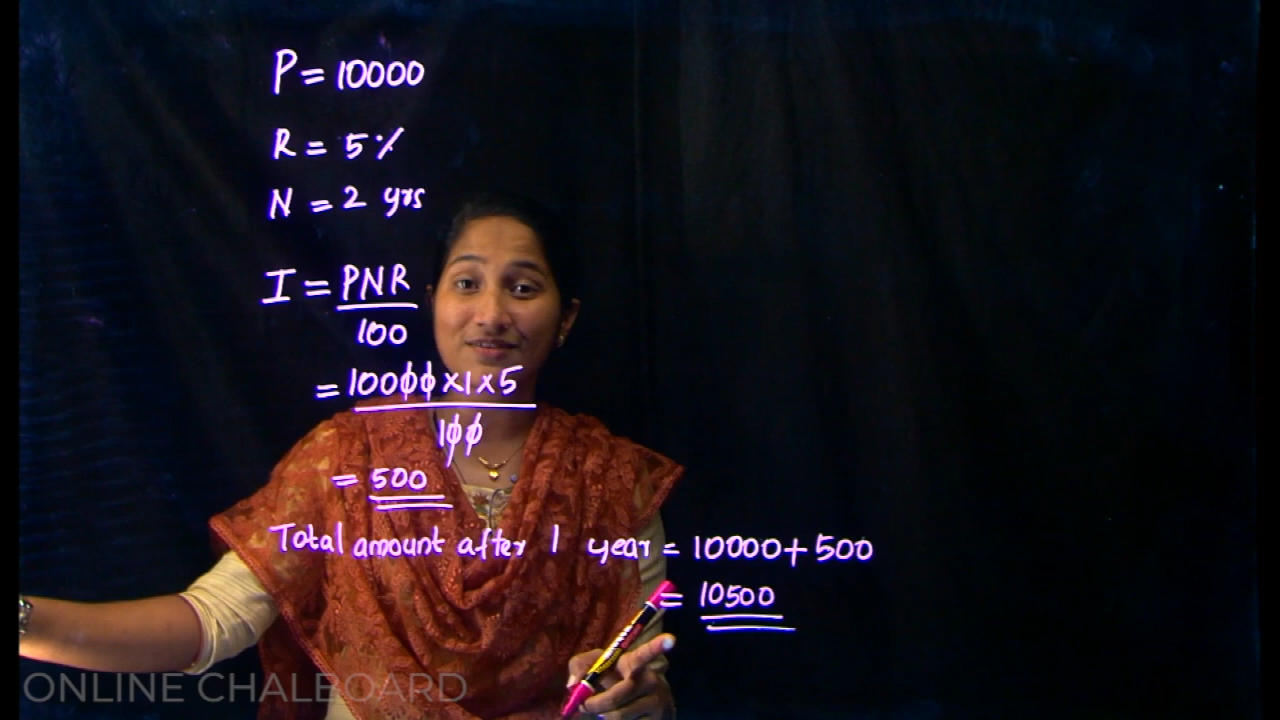 P = 10000
R = 5%
N = 2 yrs
I = PNR
100
= 10000 x 1 x 5
100
= 500
Total amount after 1 year = 10000 + 500
= 10500
ONLINE CHALEBOARD